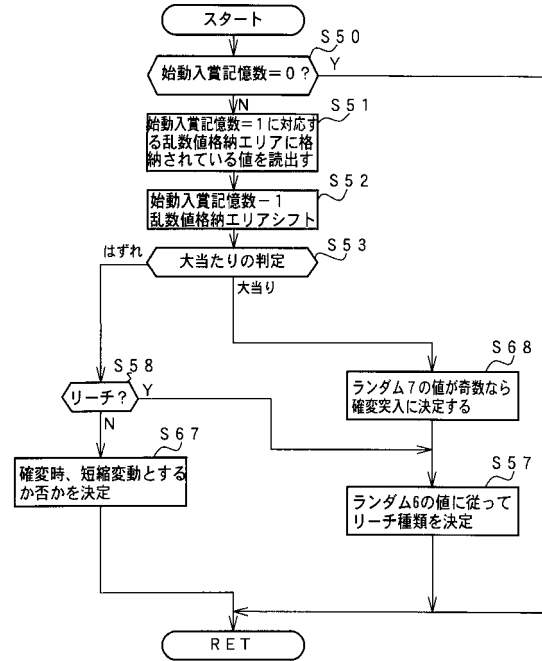 スタート
S50
始動入賞記憶数=0? Y
N
S51
始動入賞記憶数=1に対応す
る乱数値格納エリアに格
納されている値を読出す
S52
始動入賞記憶数-1
乱数値格納エリアシフト
S53
はずれ
大当たりの判定
大当り
S58
リーチ? Y
N
S68
ランダム7の値が奇数なら
確変突入に決定する
S67
確変時、短縮変動とする
か否かを決定
S57
ランダム6の値に従って
リーチ種類を決定
RET